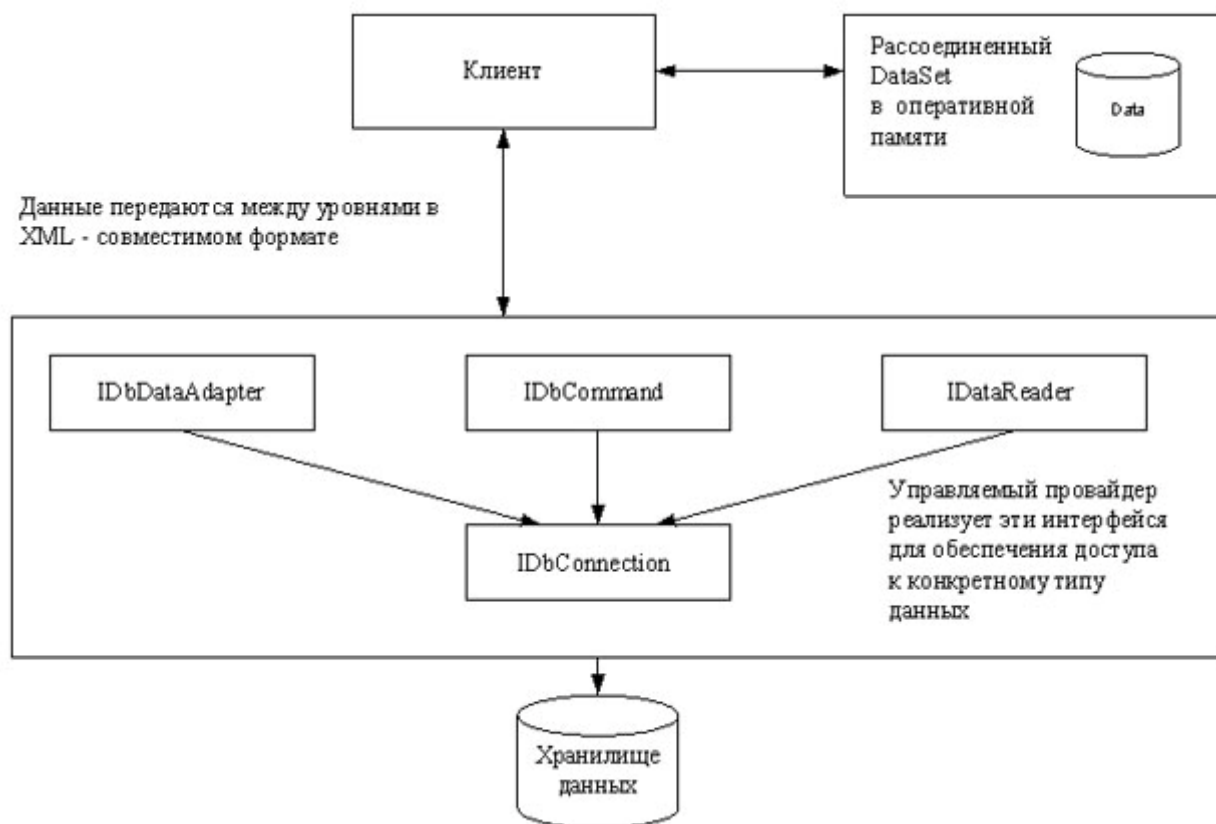 Клиент
Рассоединенный
DataSet
в оперативной
памяти
Data
Данные передаются между уровнями в
XML - совместимом формате
IDbDataAdapter
IDbCommand
IDataReader
Управляемый провайдер
реализует эти интерфейся
для обеспечения доступа
к конкретному типу
данных
IDbConnection
Хранилище
данных